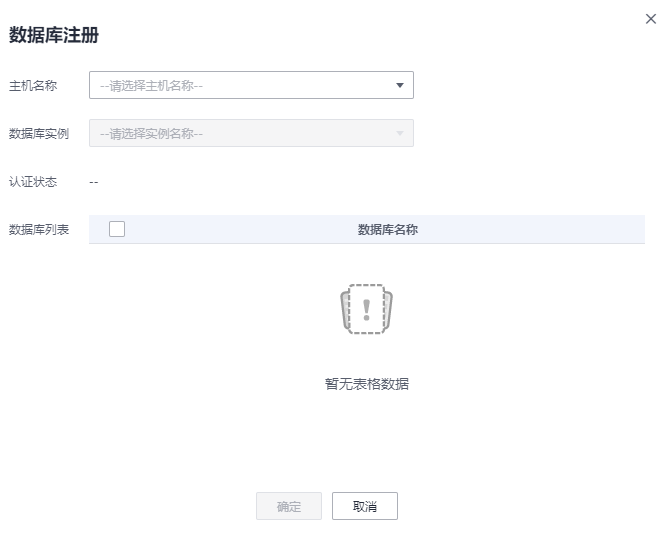 数据库注册
主机名称 --请选择主机名称--
数据库实例 --请选择实例名称--
认证状态 --
数据库列表 数据库名称
暂无表格数据
确定 取消